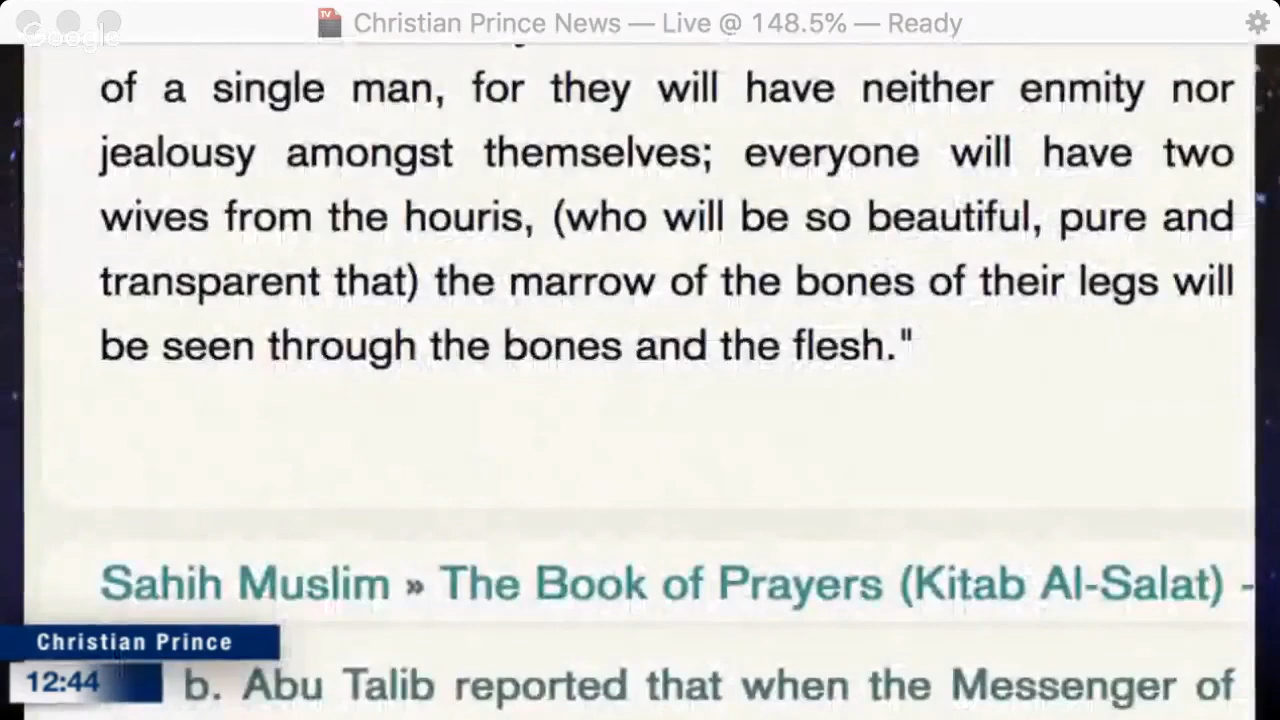 Christian Prince News — Live @ 148.5% — Ready
Google
of a single man, for they will have neither enmity nor
jealousy amongst themselves; everyone will have two
wives from the houris, (who will be so beautiful, pure and
transparent that) the marrow of the bones of their legs will
be seen through the bones and the flesh."
Sahih Muslim » The Book of Prayers (Kitab Al-Salat) -
Christian Prince
12:44
b. Abu Talib reported that when the Messenger of